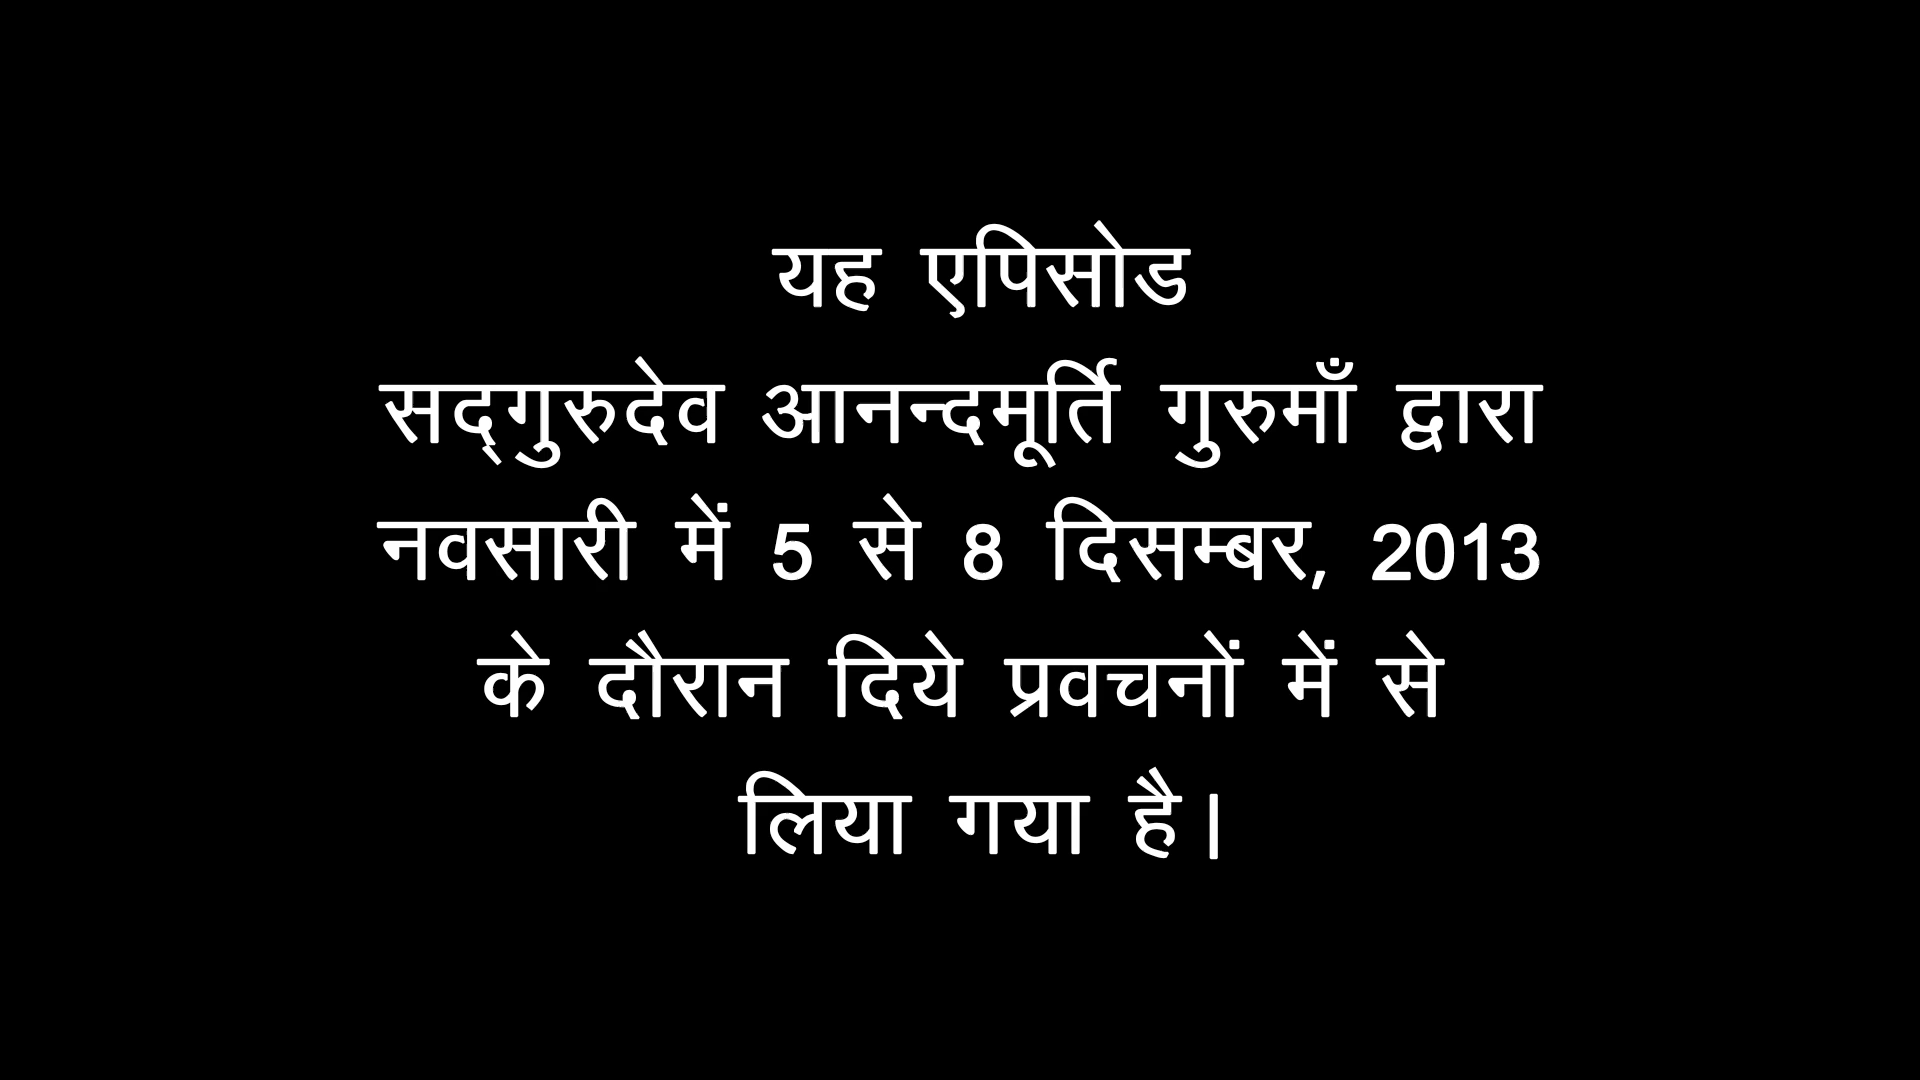 यह एपिसोड
सद्गुरुदेव आनन्दमूर्ति गुरुमाँ द्वारा
नवसारी में 5 से 8 दिसम्बर, 2013
के दौरान दिये प्रवचनों में से
लिया गया है।